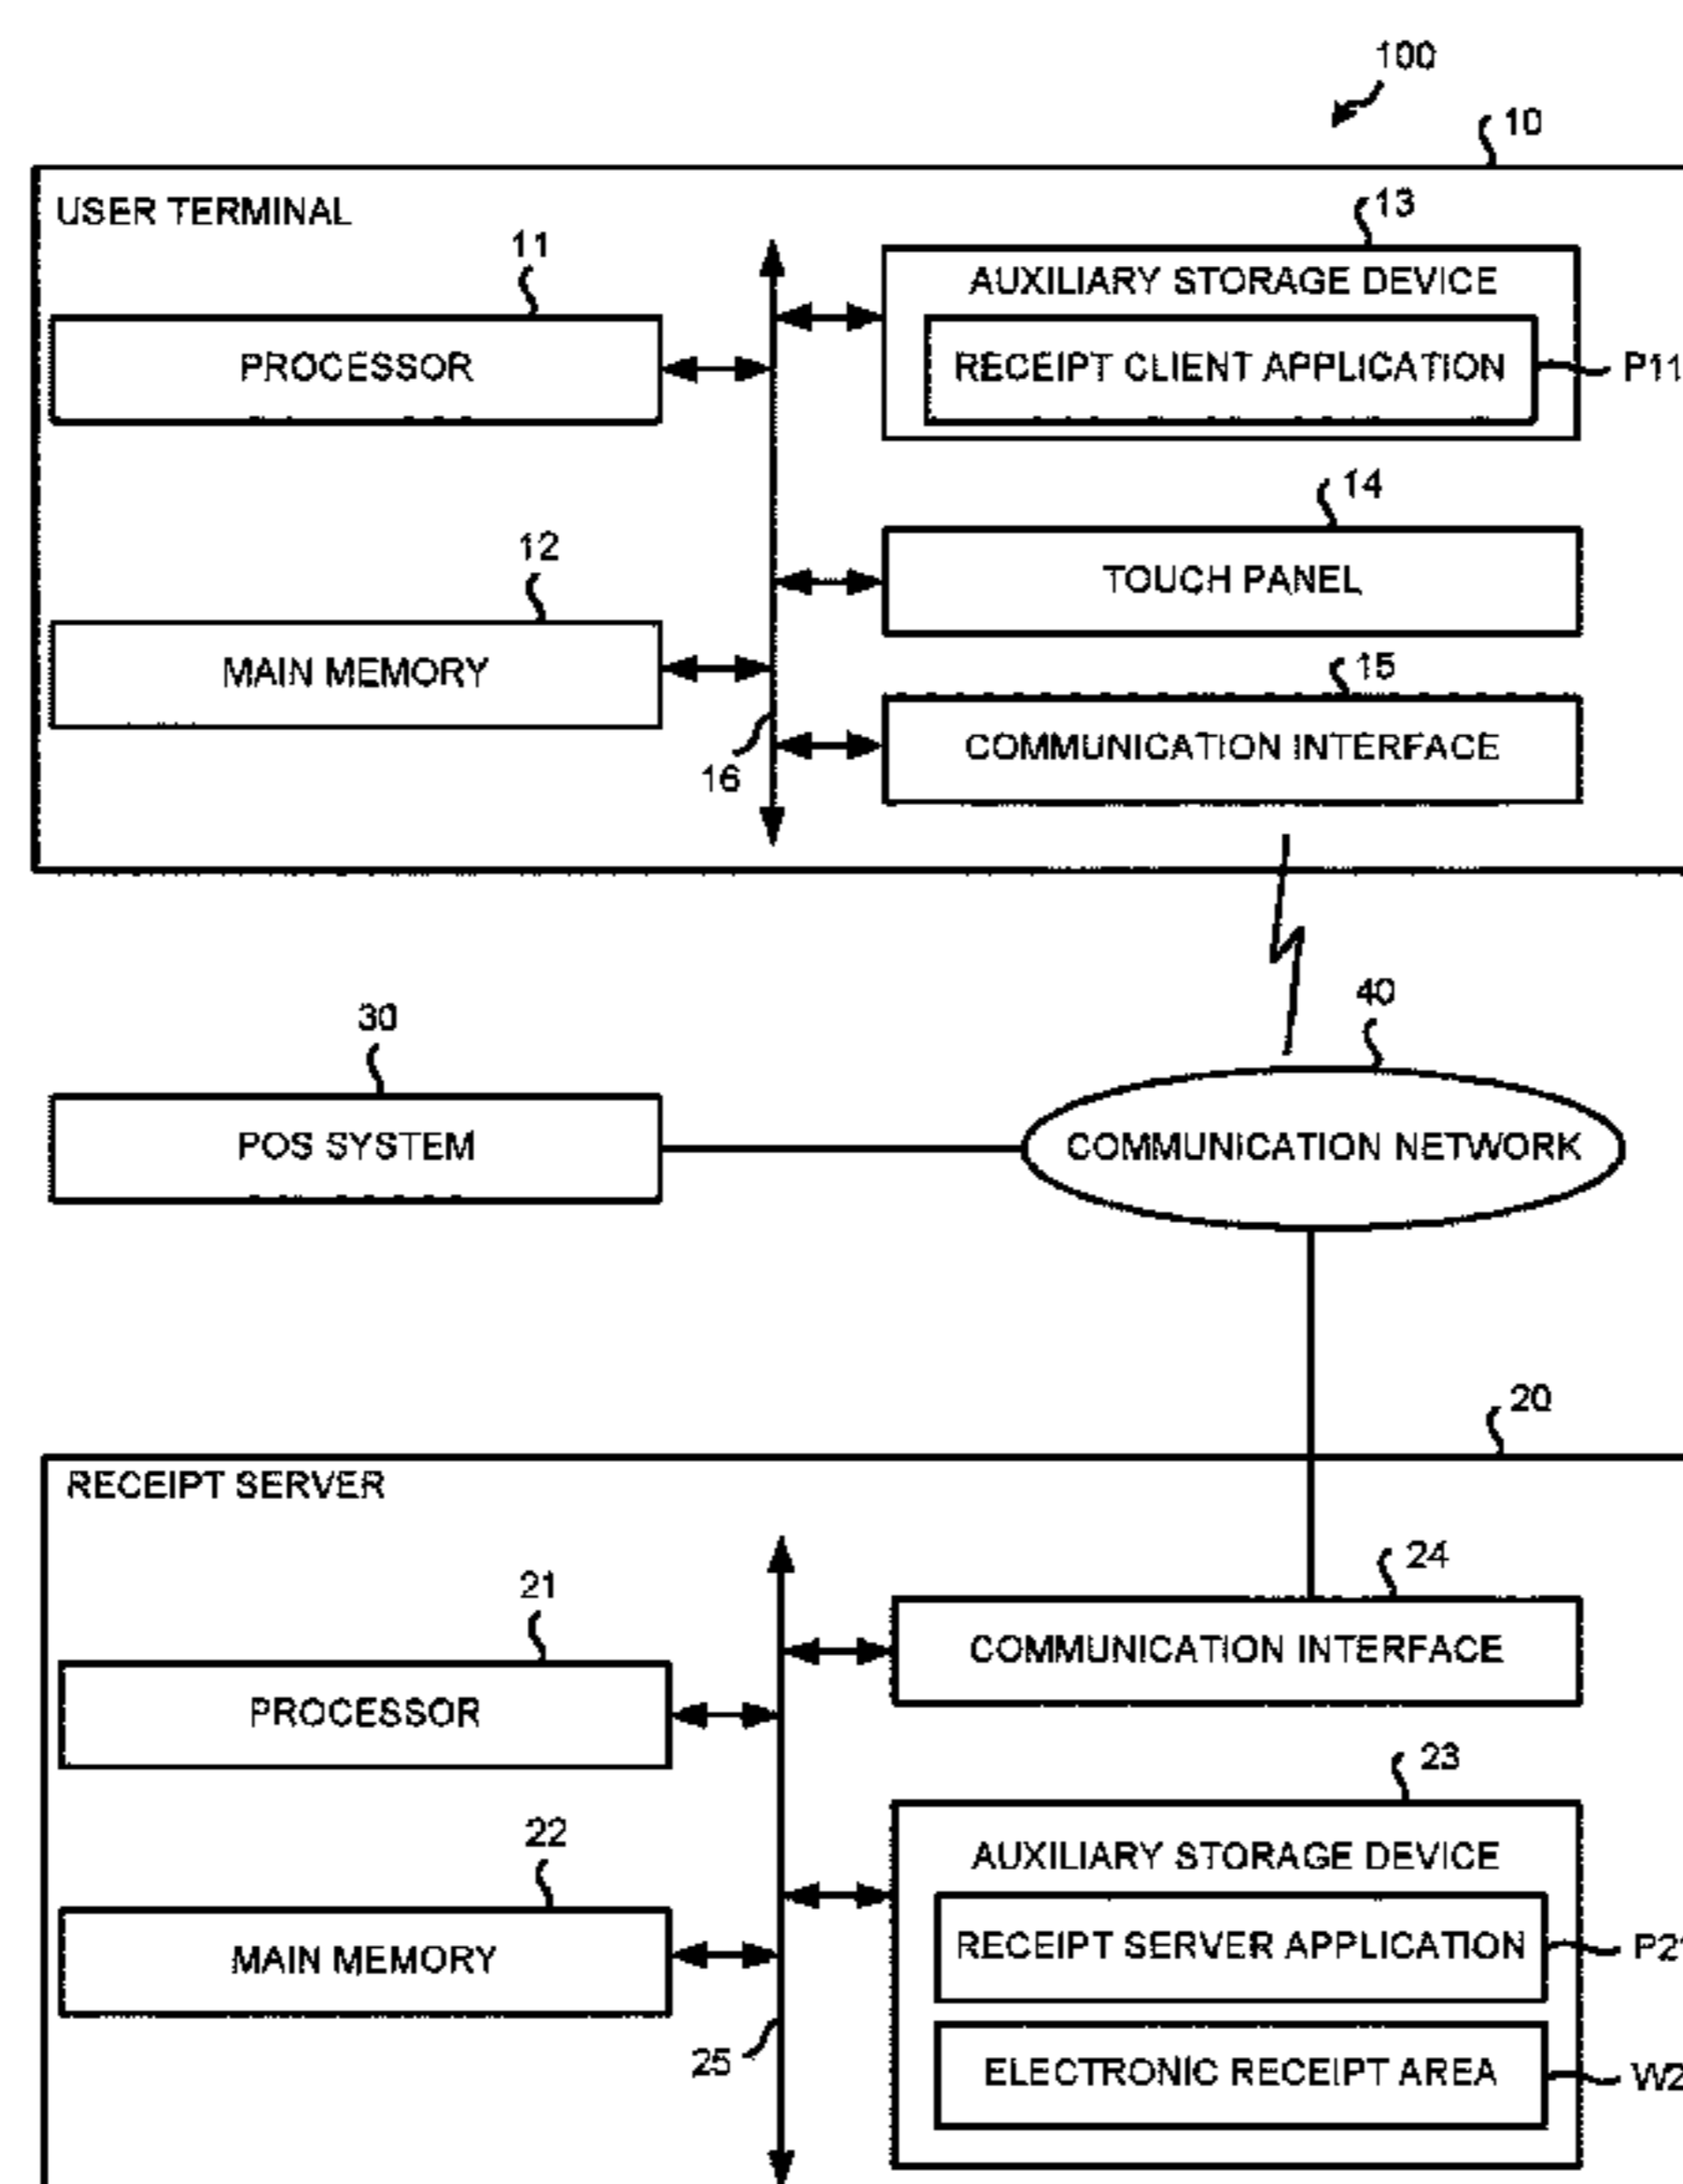 100
10
USER TERMINAL
13
11
AUXILIARY STORAGE DEVICE
PROCESSOR
RECEIPT CLIENT APPLICATION
P11
14
12
TOUCH PANEL
MAIN MEMORY
15
COMMUNICATION INTERFACE
16
40
30
POS SYSTEM
COMMUNICATION NETWORK
20
RECEIPT SERVER
24
21
COMMUNICATION INTERFACE
PROCESSOR
23
22
AUXILIARY STORAGE DEVICE
RECEIPT SERVER APPLICATION
MAIN MEMORY
25
ELECTRONIC RECEIPT AREA